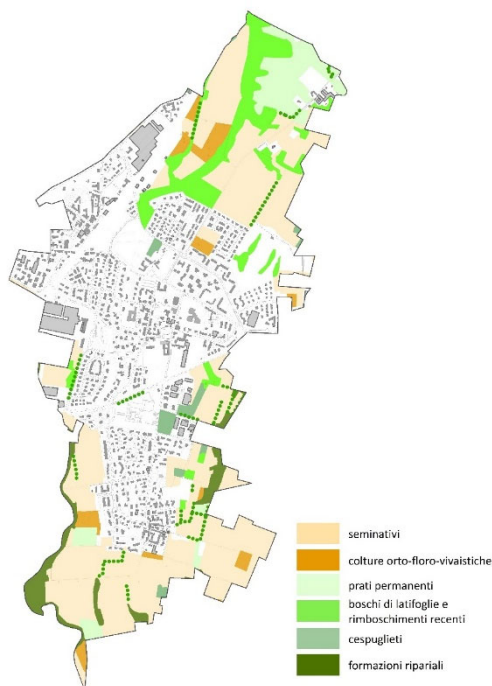 seminativi
colture orto-floro-vivaistiche
prati permanenti
boschi di latifoglie e
rimboschimenti recenti
cespuglieti
formazioni ripariali